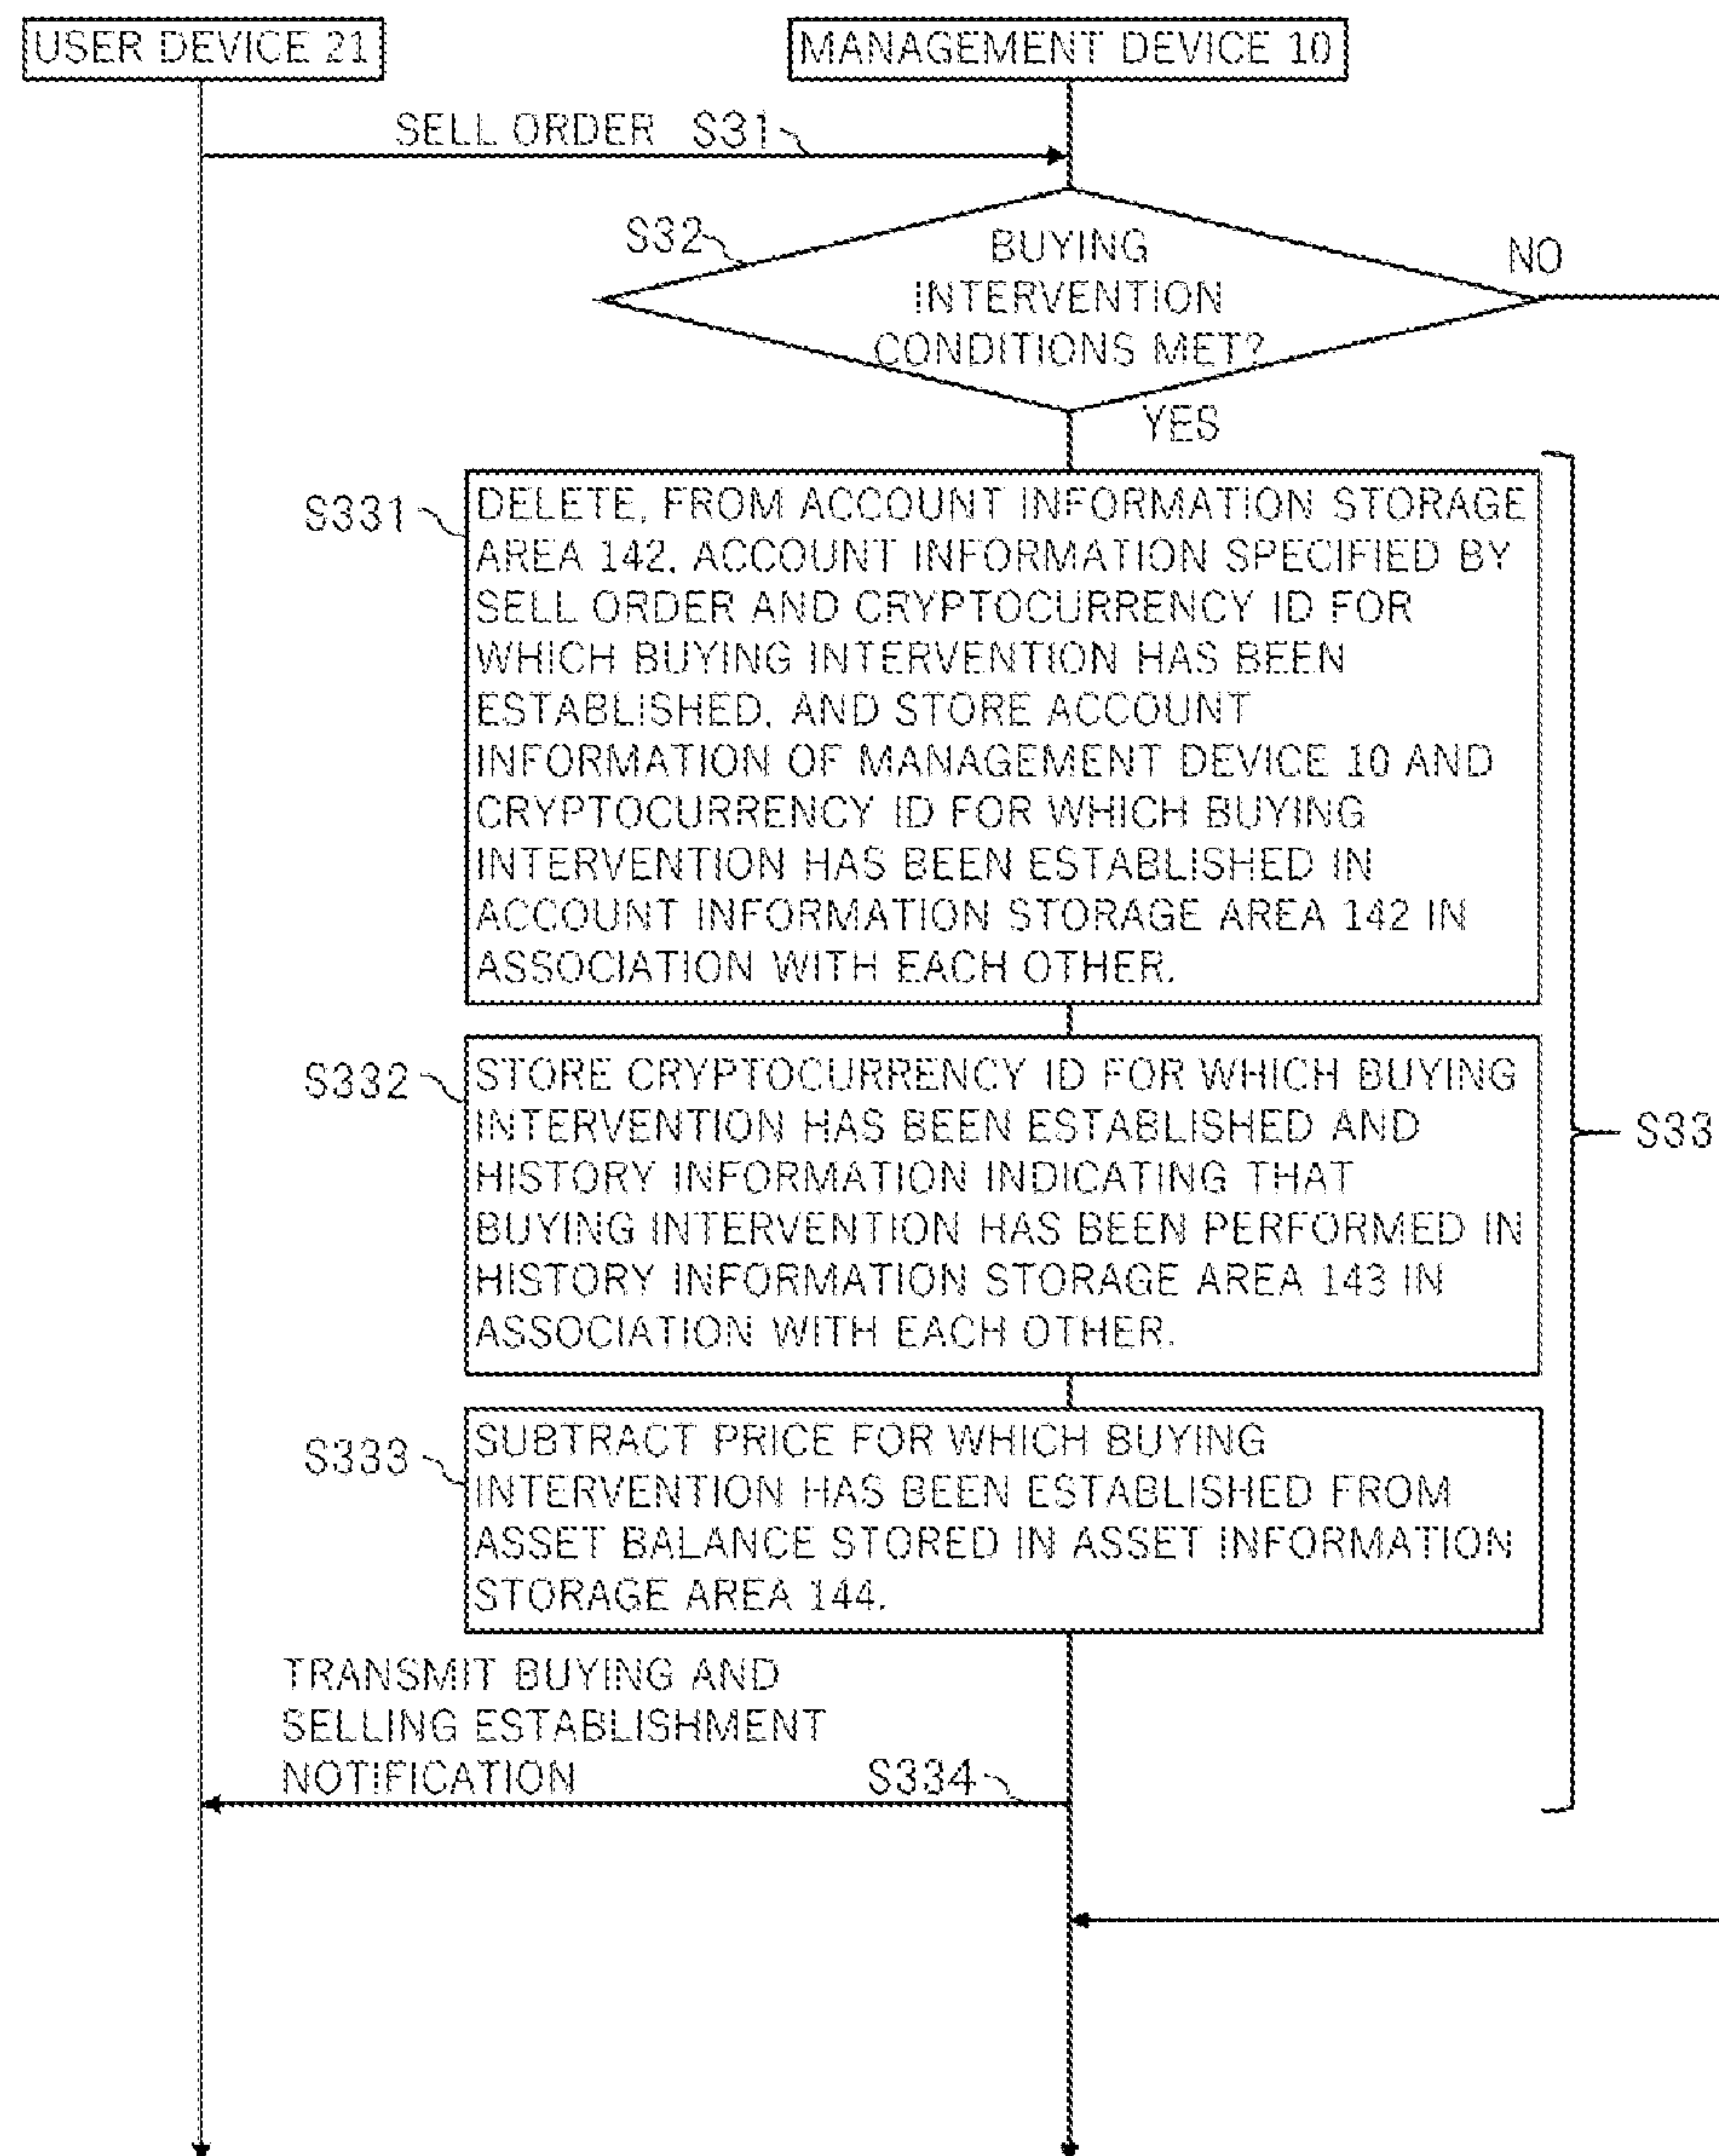 USER DEVICE 21
MANAGEMENT DEVICE 10
SELL ORDER S31
S32
BUYING
INTERVENTION
CONDITIONS MET?
NO
YES
S331
DELETE, FROM ACCOUNT INFORMATION STORAGE
AREA 142, ACCOUNT INFORMATION SPECIFIED BY
SELL ORDER AND CRYPTOCURRENCY ID FOR
WHICH BUYING INTERVENTION HAS BEEN
ESTABLISHED, AND STORE ACCOUNT
INFORMATION OF MANAGEMENT DEVICE 10 AND
CRYPTOCURRENCY ID FOR WHICH BUYING
INTERVENTION HAS BEEN ESTABLISHED IN
ACCOUNT INFORMATION STORAGE AREA 142 IN
ASSOCIATION WITH EACH OTHER.
S332
STORE CRYPTOCURRENCY ID FOR WHICH BUYING
INTERVENTION HAS BEEN ESTABLISHED AND
HISTORY INFORMATION INDICATING THAT
BUYING INTERVENTION HAS BEEN PERFORMED IN
HISTORY INFORMATION STORAGE AREA 143 IN
ASSOCIATION WITH EACH OTHER.
S33
S333
SUBTRACT PRICE FOR WHICH BUYING
INTERVENTION HAS BEEN ESTABLISHED FROM
ASSET BALANCE STORED IN ASSET INFORMATION
STORAGE AREA 144.
TRANSMIT BUYING AND
SELLING ESTABLISHMENT
NOTIFICATION
S334